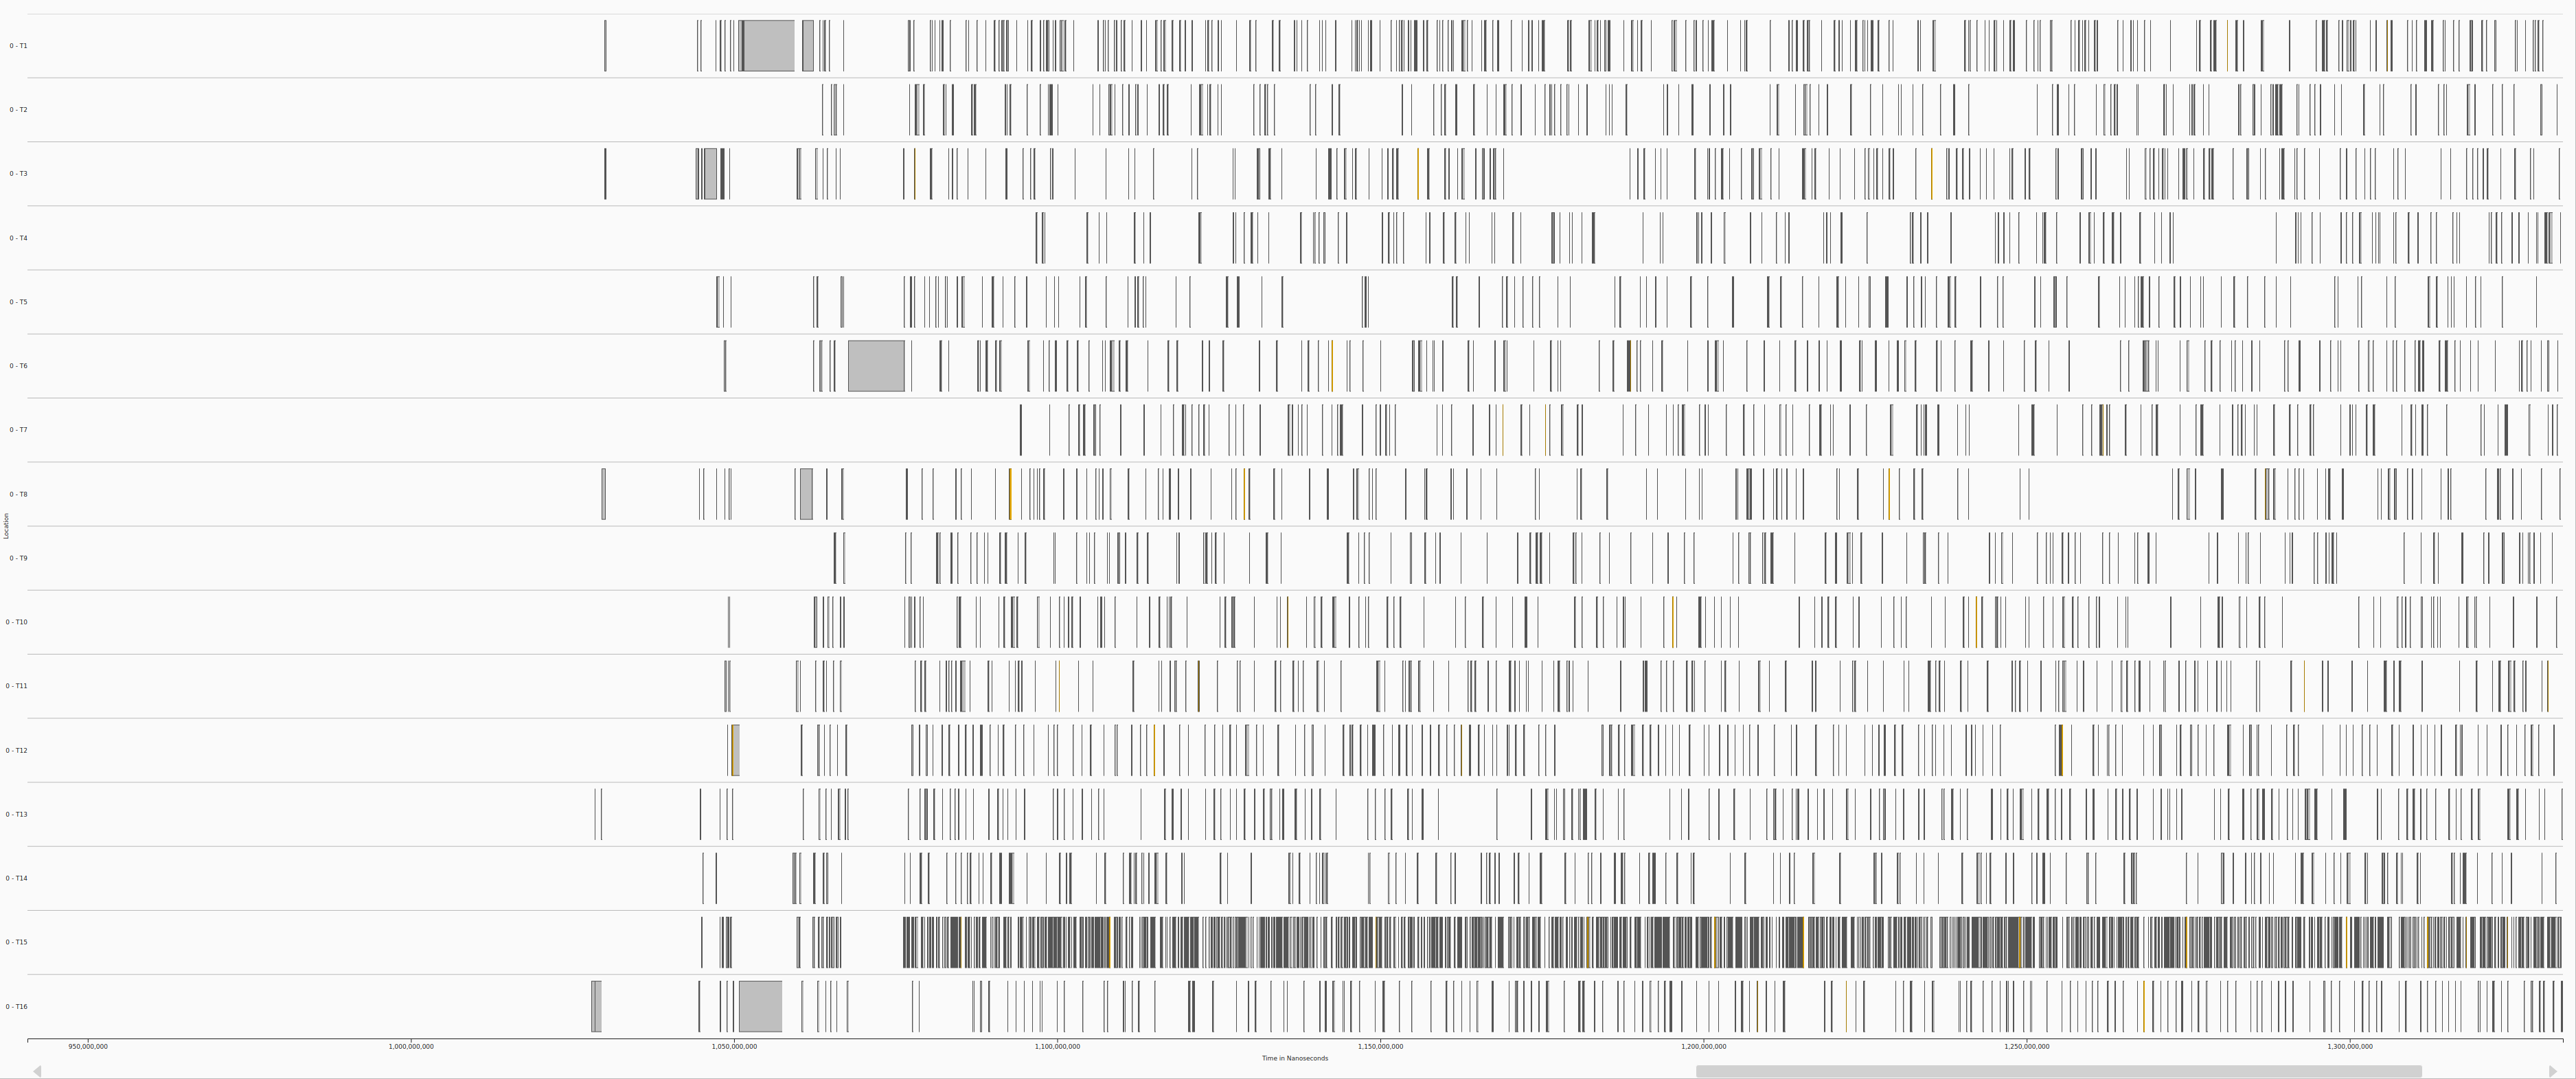 0 - T1
0 - T2
0 - T3
0 - T4
0 - T5
0 - T6
0 - T7
0 - T8
Location
0 - T9
0 - T10
0 - T11
0 - T12
0 - T13
0 - T14
0 - T15
0 - T16
950,000,000 1,000,000,000 1,050,000,000 1,100,000,000 1,150,000,000 1,200,000,000 1,250,000,000 1,300,000,000
Time in Nanoseconds